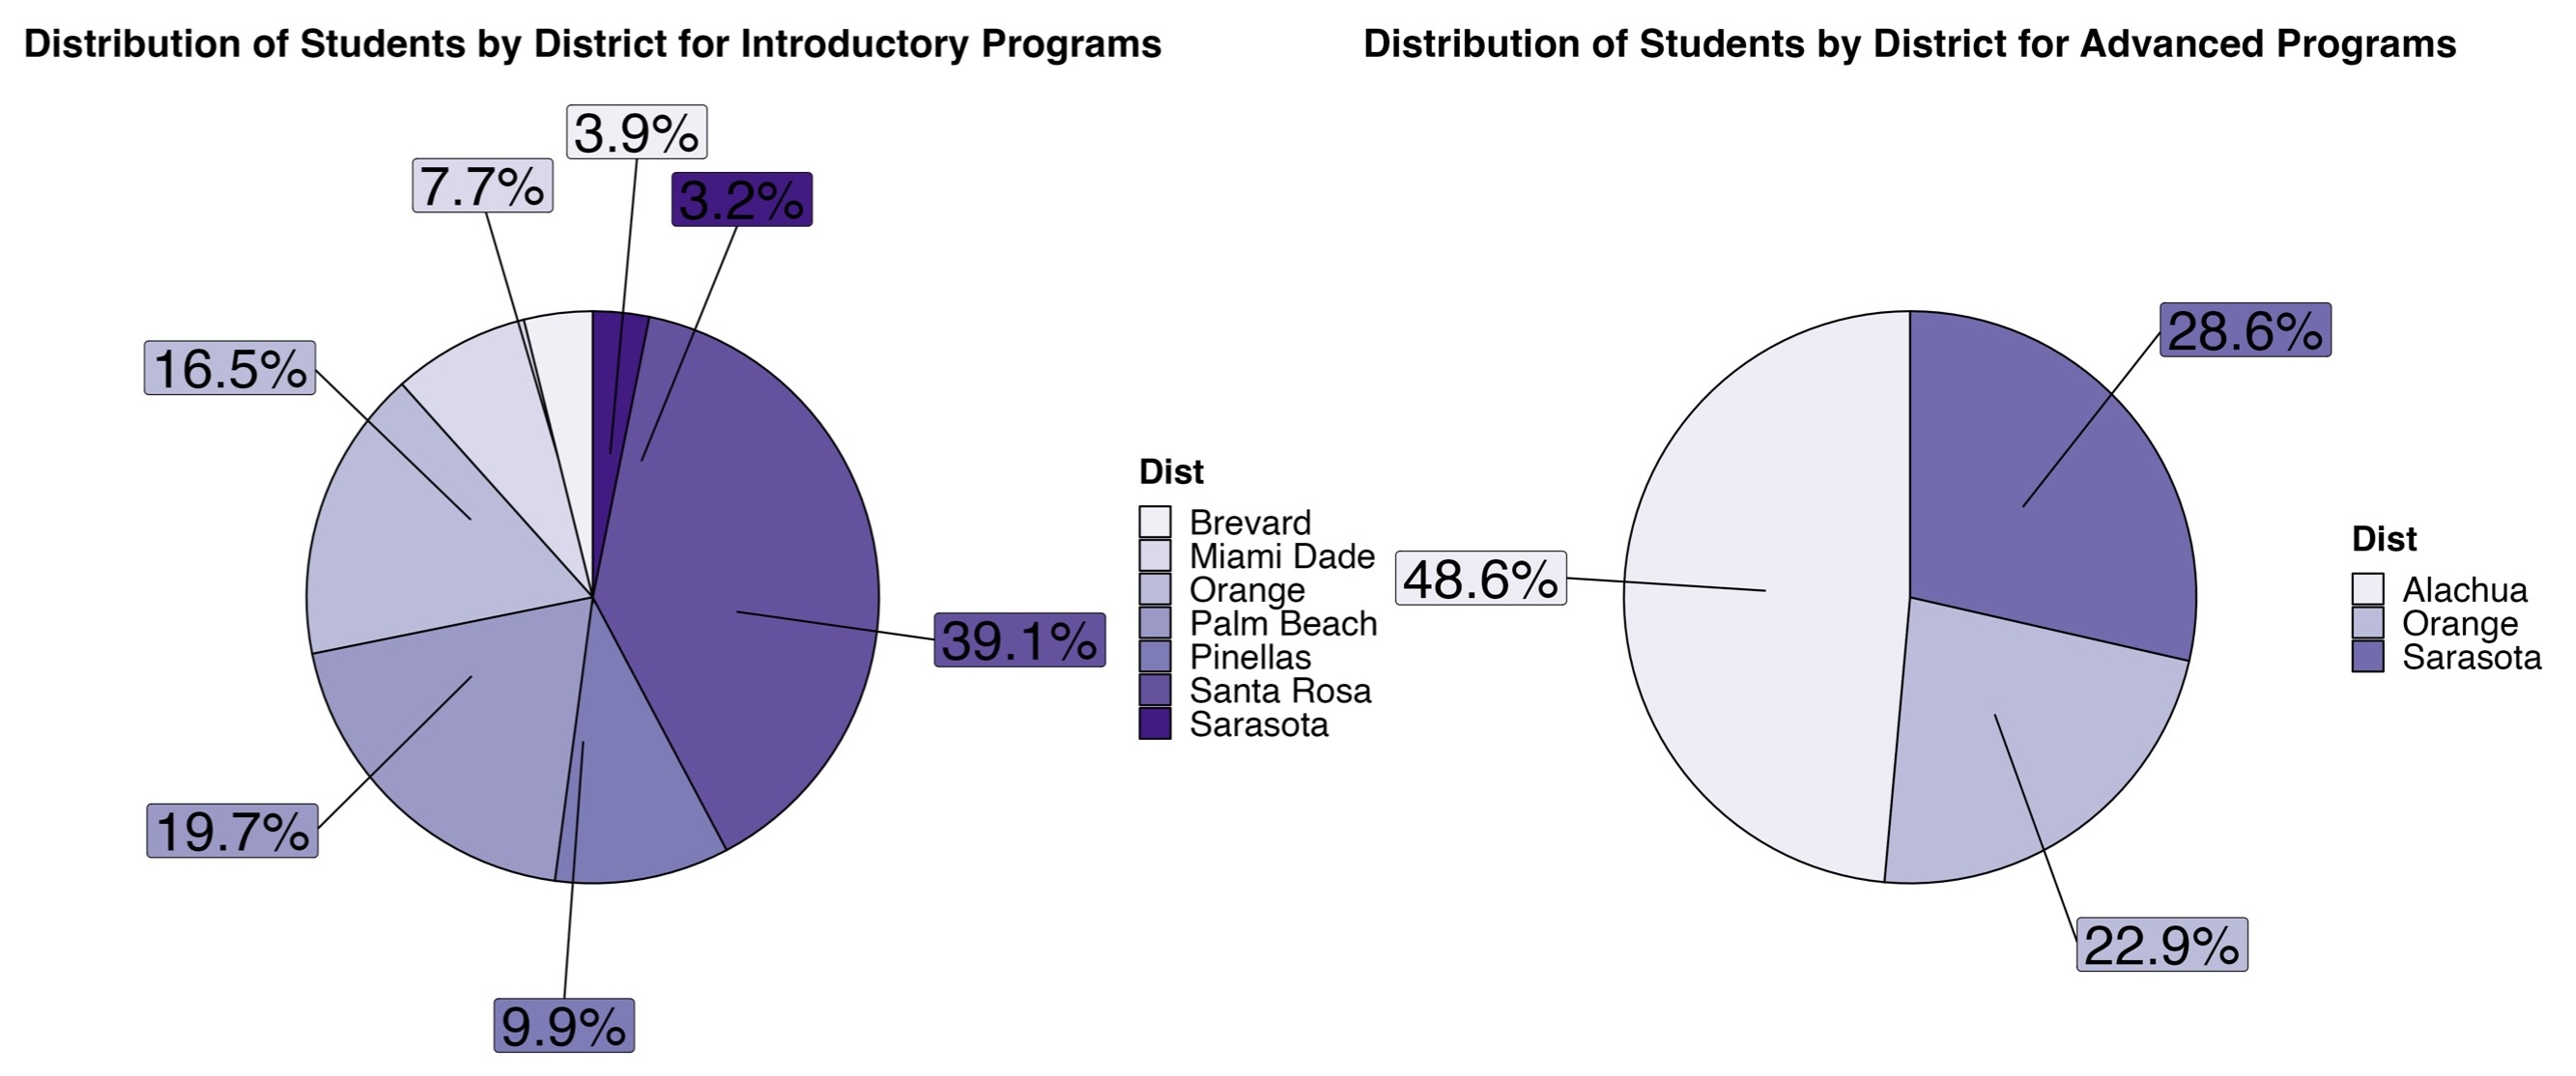 Distribution of Students by District for Introductory Programs
3.9%
7.7%
3.2%
16.5%
39.1%
19.7%
9.9%
Dist
Brevard
Miami Dade
Orange
Palm Beach
Pinellas
Santa Rosa
Sarasota
Distribution of Students by District for Advanced Programs
28.6%
48.6%
22.9%
Dist
Alachua
Orange
Sarasota